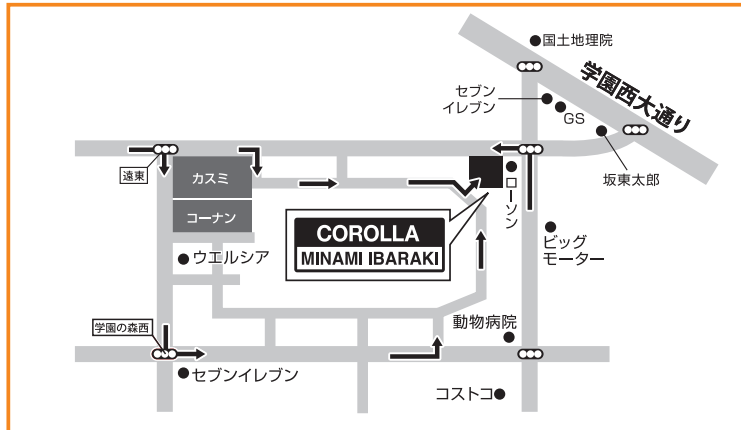 国土地理院
学園西大通り
セブン
イレブン
GS
坂東太郎
遠東
カスミ
コーナン
ローソン
COROLLA
MINAMI IBARAKI
ウエルシア
ビッグ
モーター
学園の森西
動物病院
セブンイレブン
コストコ